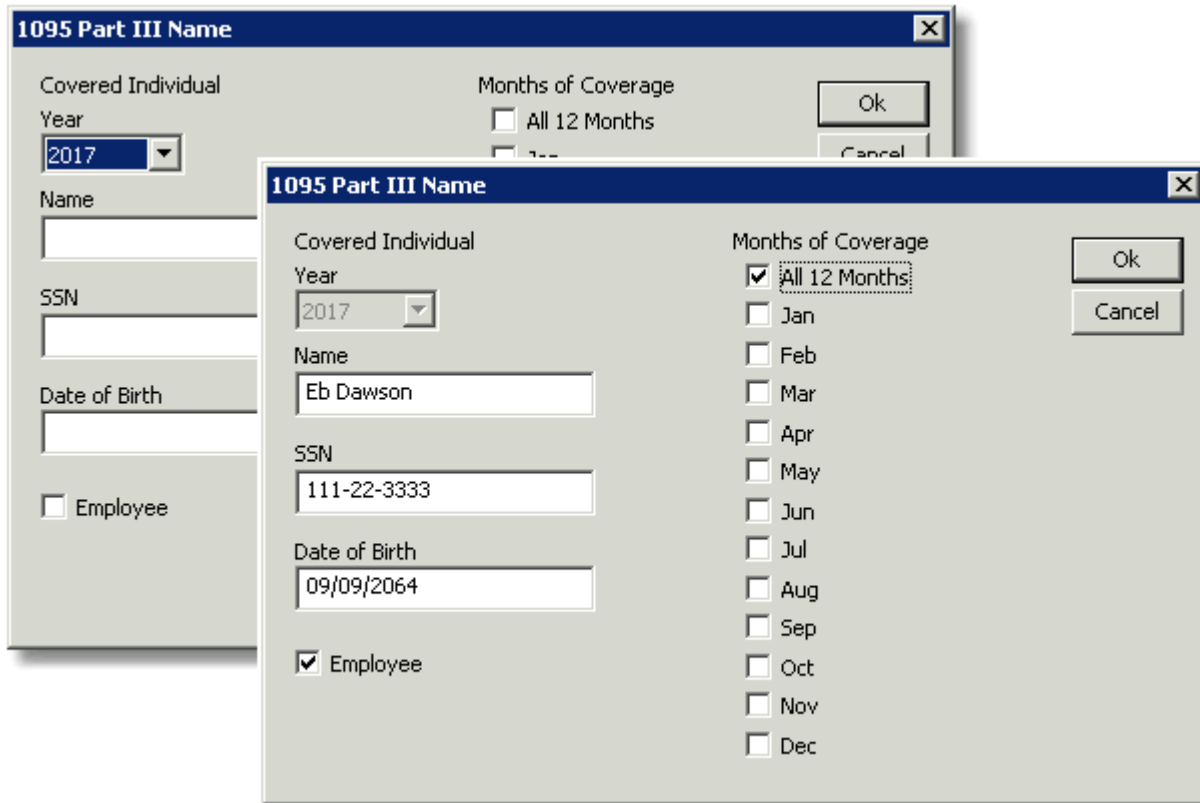 1095 Part III Name
Covered Individual
Year
2017
Name
SSN
Date of Birth
Employee
Months of Coverage
All 12 Months
Jan
Ok
Cancel
1095 Part III Name
Covered Individual
Year
2017
Name
Eb Dawson
SSN
111-22-3333
Date of Birth
09/09/2064
Employee
Months of Coverage
All 12 Months
Jan
Feb
Mar
Apr
May
Jun
Jul
Aug
Sep
Oct
Nov
Dec
Ok
Cancel